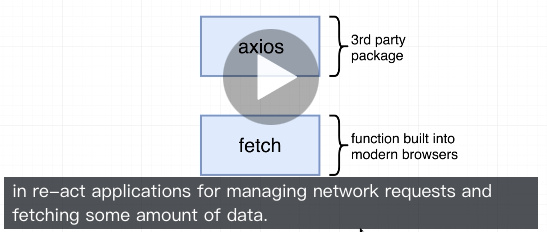 axios
3rd party
package
fetch
function built into
modern browsers
in re-act applications for managing network requests and
fetching some amount of data.